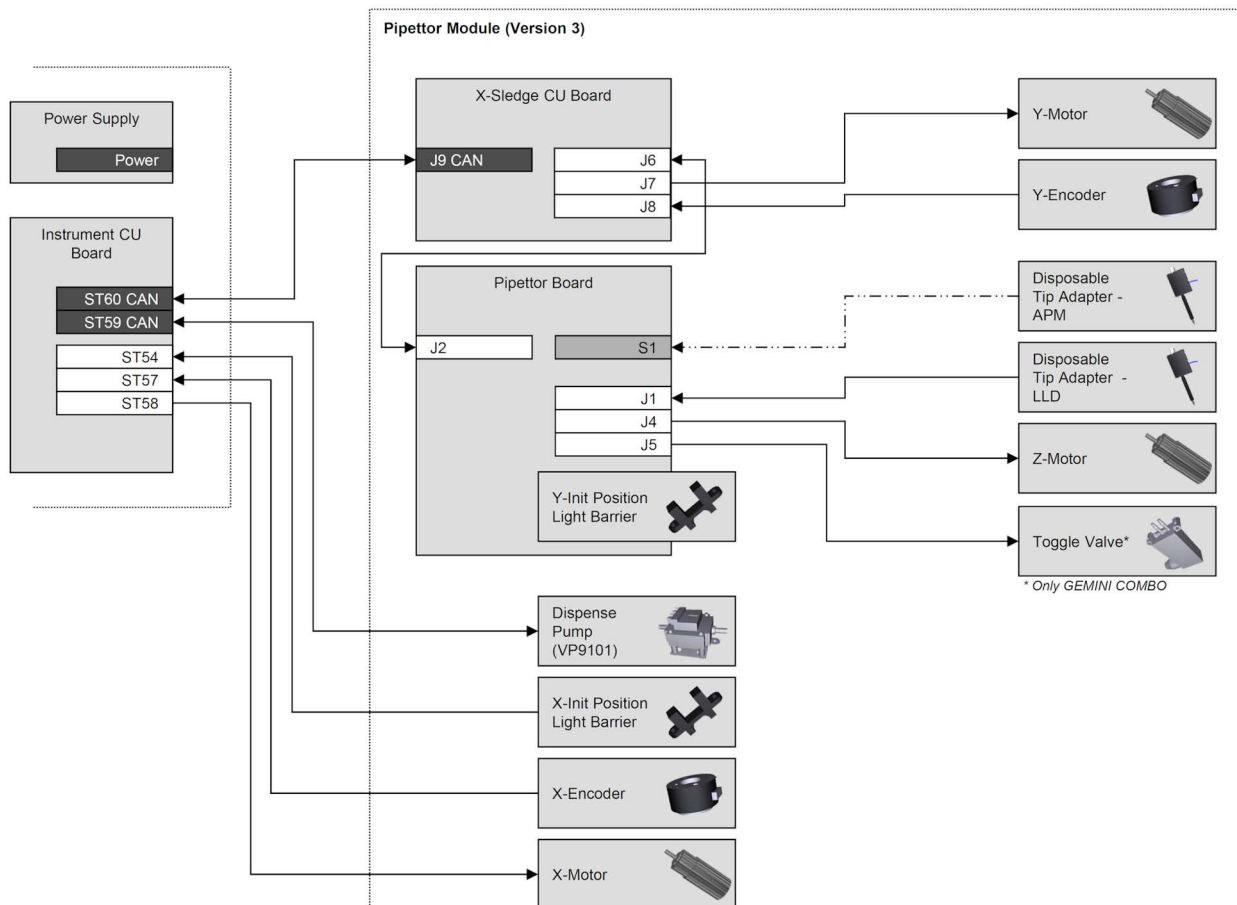 Pipettor Module (Version 3)
Power Supply
Power
Instrument CU
Board
ST60 CAN
ST59 CAN
ST54
ST57
ST58
X-Sledge CU Board
J9 CAN
J6
J7
J8
Pipettor Board
J2
S1
J1
J4
J5
Y-Init Position
Light Barrier
Y-Motor
Y-Encoder
Disposable
Tip Adapter -
APM
Disposable
Tip Adapter -
LLD
Z-Motor
Toggle Valve*
* Only GEMINI COMBO
Dispense
Pump
(VP9101)
X-Init Position
Light Barrier
X-Encoder
X-Motor